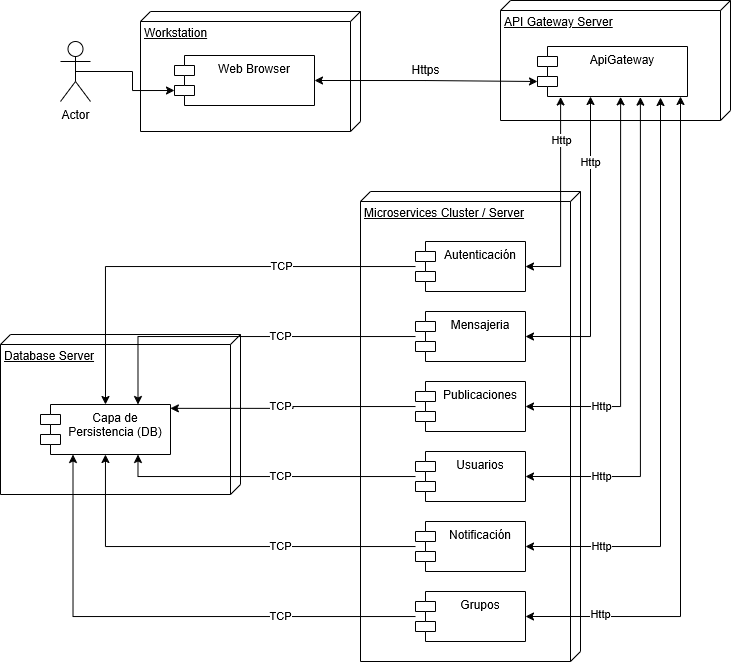 Workstation
Web Browser
Actor
Https
API Gateway Server
ApiGateway
Http
Http
Microservices Cluster / Server
Autenticación
TCP
Mensajeria
TCP
Database Server
Capa de
Persistencia (DB)
Publicaciones
TCP
Http
Usuarios
TCP
Http
Notificación
TCP
Http
Grupos
TCP
Http